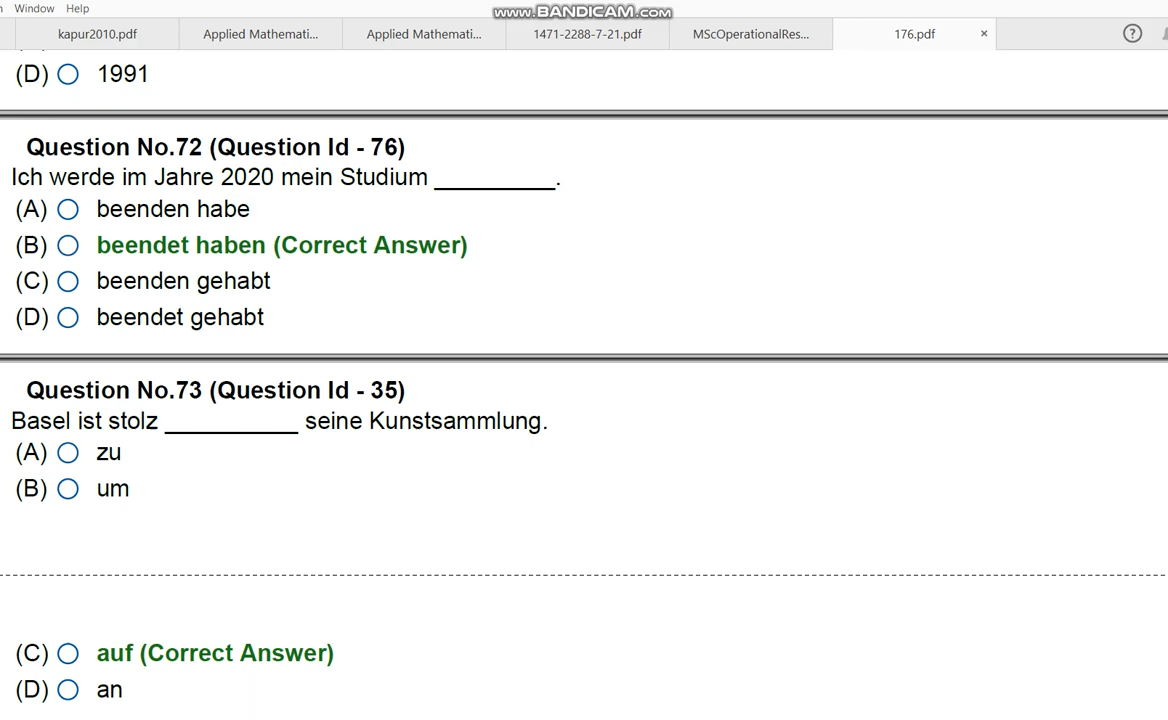 Window Help
www.BANDICAM.com
kapur2010.pdf Applied Mathemati... Applied Mathemati... 1471-2288-7-21.pdf MScOperationalRes... 176.pdf × ?
(D) 1991
Question No.72 (Question Id - 76)
Ich werde im Jahre 2020 mein Studium _________.
(A) beenden habe
(B) beendet haben (Correct Answer)
(C) beenden gehabt
(D) beendet gehabt
Question No.73 (Question Id - 35)
Basel ist stolz __________ seine Kunstsammlung.
(A) zu
(B) um
(C) auf (Correct Answer)
(D) an